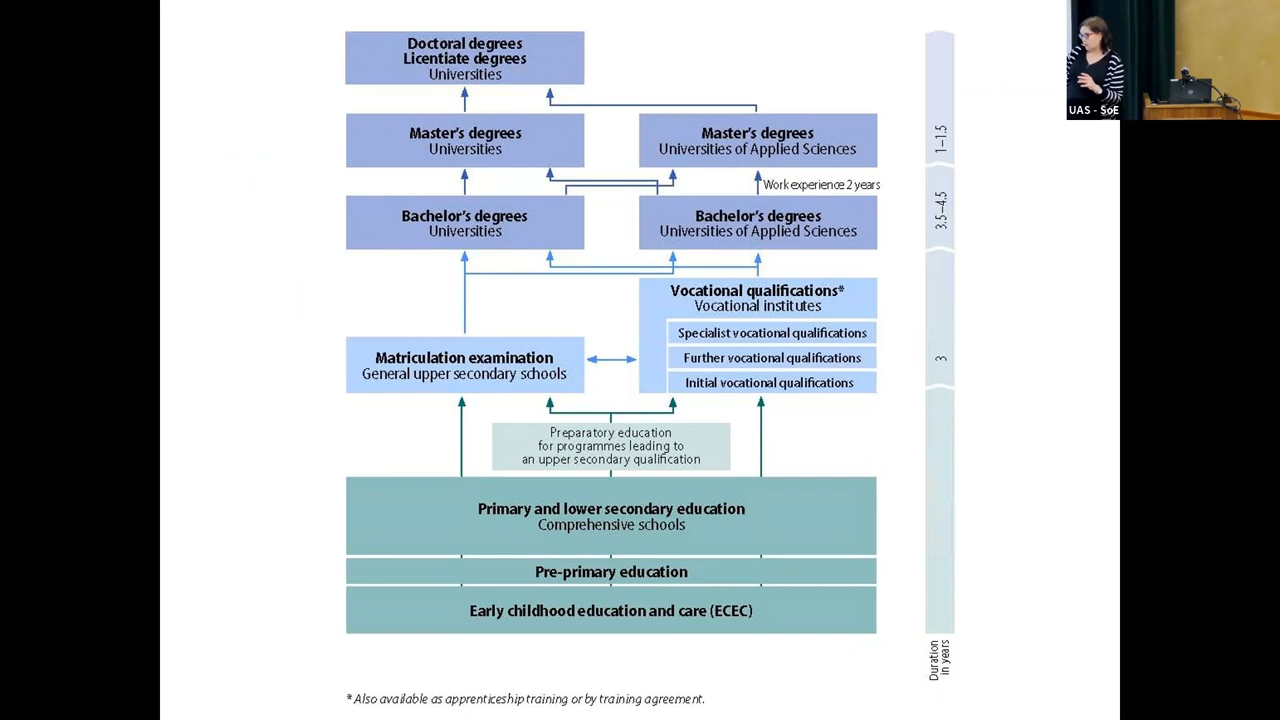 Doctoral degrees
Licentiate degrees
Universities
UAS - SoE
Master's degrees
Universities
Master's degrees
Universities of Applied Sciences
1–1.5
Work experience 2 years
Bachelor's degrees
Universities
Bachelor's degrees
Universities of Applied Sciences
3.5–4.5
Vocational qualifications*
Vocational institutes
Specialist vocational qualifications
Further vocational qualifications
Initial vocational qualifications
Matriculation examination
General upper secondary schools
3
Preparatory education
for programmes leading to
an upper secondary qualification
Primary and lower secondary education
Comprehensive schools
Pre-primary education
Early childhood education and care (ECEC)
Duration
in years
* Also available as apprenticeship training or by training agreement.